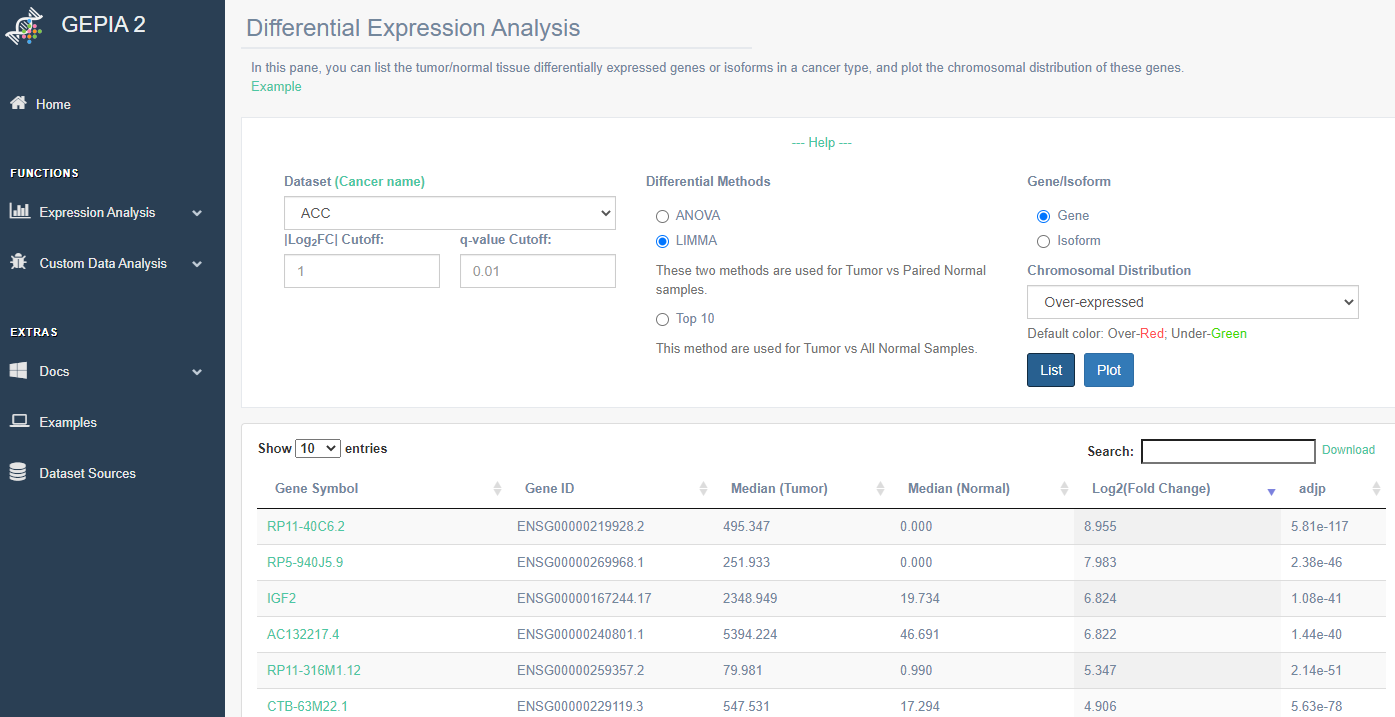 GEPIA 2
Home
FUNCTIONS
Expression Analysis
Custom Data Analysis
EXTRAS
Docs
Examples
Dataset Sources
Differential Expression Analysis
In this pane, you can list the tumor/normal tissue differentially expressed genes or isoforms in a cancer type, and plot the chromosomal distribution of these genes.
Example
--- Help ---
Dataset (Cancer name)
ACC
|Log₂FC| Cutoff: q-value Cutoff:
1 0.01
Differential Methods
ANOVA
LIMMA
These two methods are used for Tumor vs Paired Normal
samples.
Top 10
This method are used for Tumor vs All Normal Samples.
Gene/Isoform
Gene
Isoform
Chromosomal Distribution
Over-expressed
Default color: Over-Red; Under-Green
List Plot
Show 10 entries Search: Download
Gene Symbol Gene ID Median (Tumor) Median (Normal) Log2(Fold Change) adjp
RP11-40C6.2 ENSG00000219928.2 495.347 0.000 8.955 5.81e-117
RP5-940J5.9 ENSG00000269968.1 251.933 0.000 7.983 2.38e-46
IGF2 ENSG00000167244.17 2348.949 19.734 6.824 1.08e-41
AC132217.4 ENSG00000240801.1 5394.224 46.691 6.822 1.44e-40
RP11-316M1.12 ENSG00000259357.2 79.981 0.990 5.347 2.14e-51
CTB-63M22.1 ENSG00000229119.3 547.531 17.294 4.906 5.63e-78